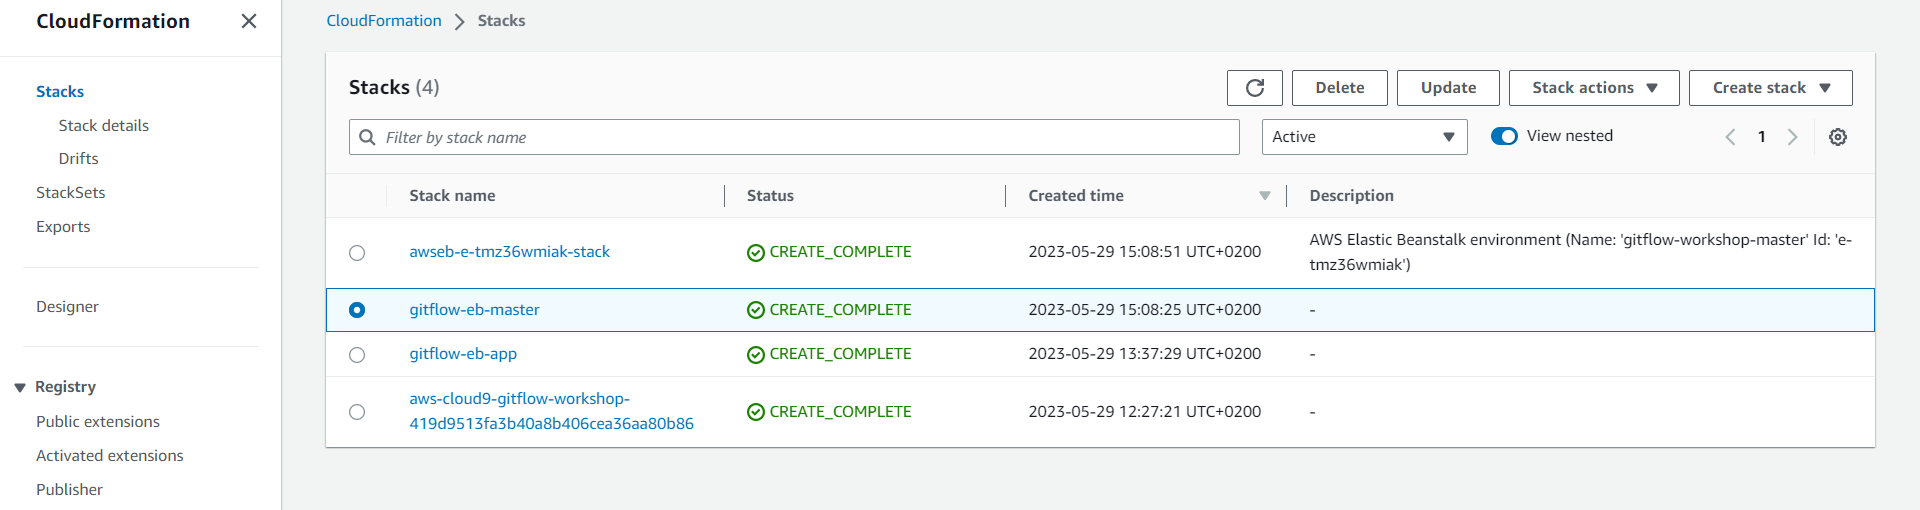 CloudFormation
Stacks
Stack details
Drifts
StackSets
Exports
Designer
Registry
Public extensions
Activated extensions
Publisher
CloudFormation > Stacks
Stacks (4)
Delete
Update
Stack actions
Create stack
Filter by stack name
Active
View nested
1
Stack name Status Created time Description
awseb-e-tmz36wmiak-stack CREATE_COMPLETE 2023-05-29 15:08:51 UTC+0200 AWS Elastic Beanstalk environment (Name: 'gitflow-workshop-master' Id: 'e-
tmz36wmiak')
gitflow-eb-master CREATE_COMPLETE 2023-05-29 15:08:25 UTC+0200 -
gitflow-eb-app CREATE_COMPLETE 2023-05-29 13:37:29 UTC+0200 -
aws-cloud9-gitflow-workshop-
419d9513fa3b40a8b406cea36aa80b86 CREATE_COMPLETE 2023-05-29 12:27:21 UTC+0200 -